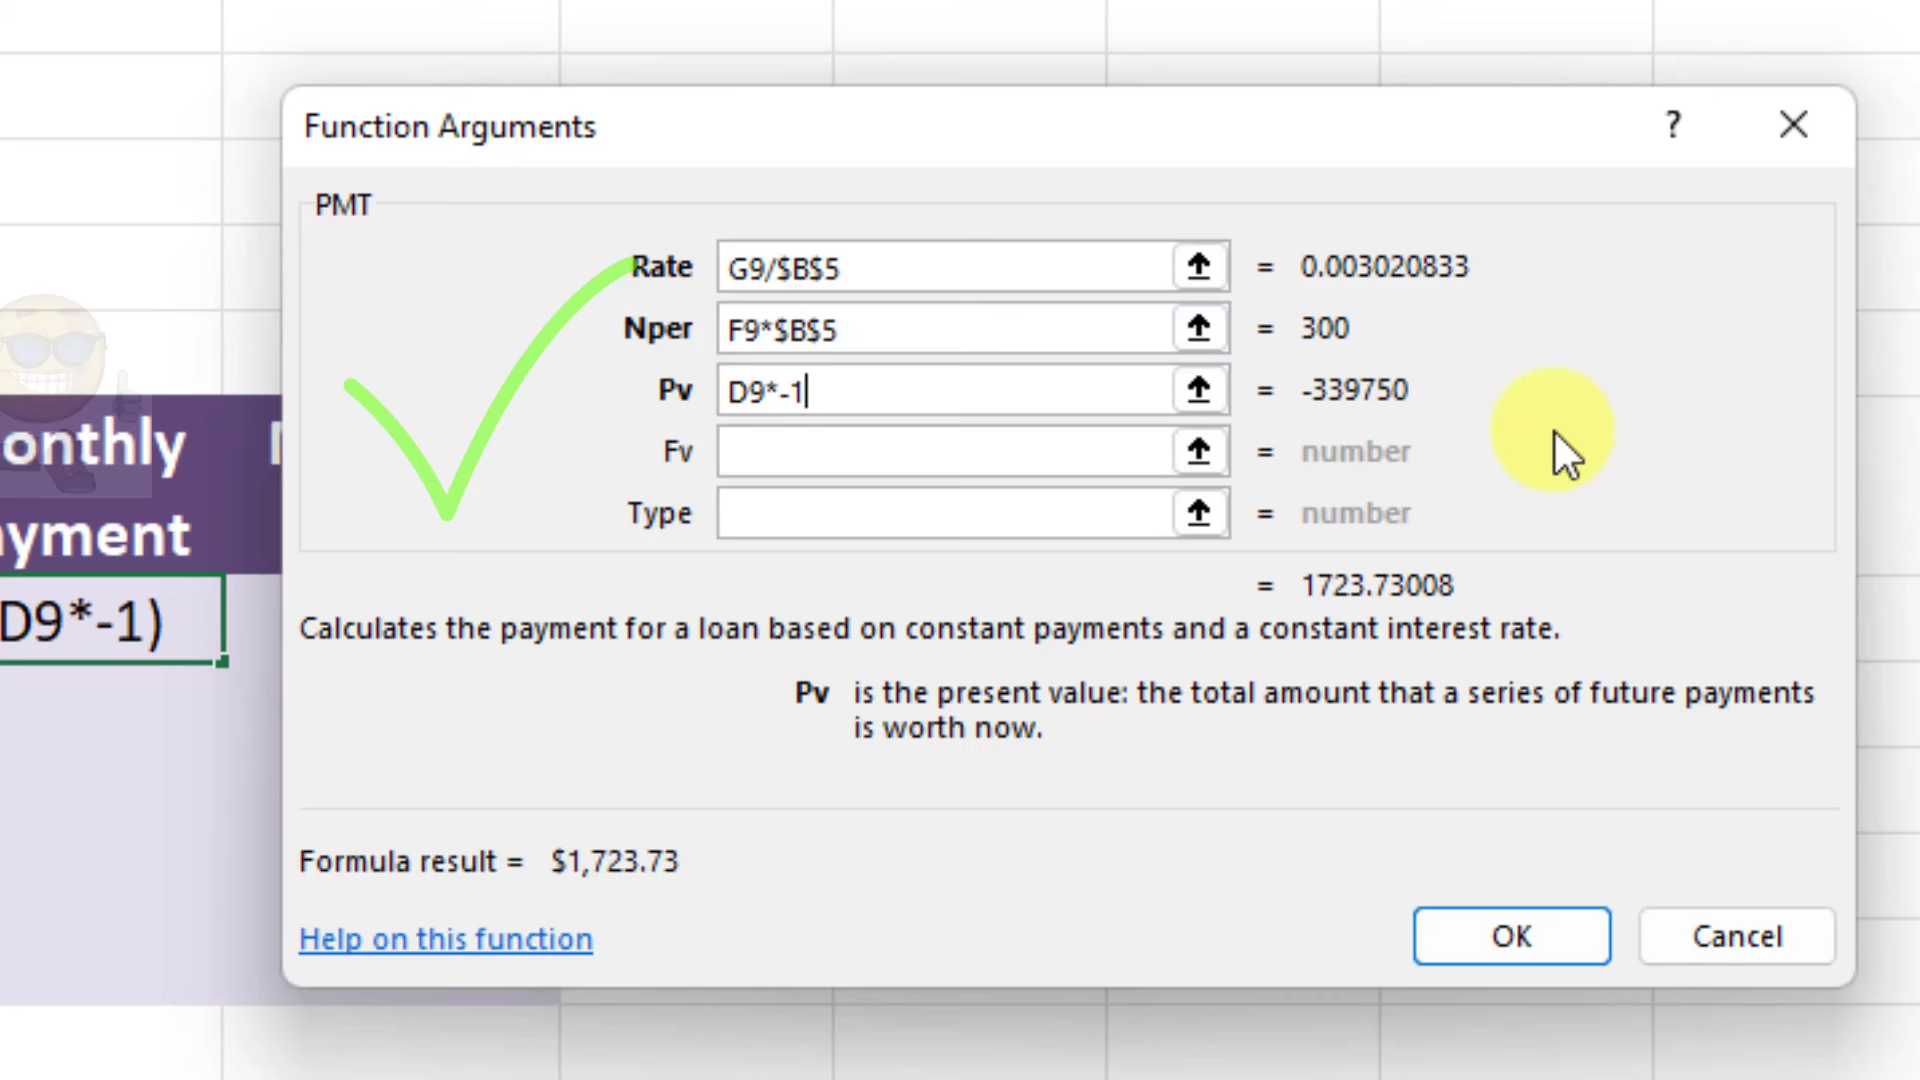 Function Arguments
?
PMT
Rate G9/$B$5 = 0.003020833
Nper F9*$B$5 = 300
Pv D9*-1 = -339750
Fv = number
Type = number
= 1723.73008
Calculates the payment for a loan based on constant payments and a constant interest rate.
Pv is the present value: the total amount that a series of future payments
is worth now.
Formula result = $1,723.73
Help on this function
OK
Cancel
onthly
ayment
D9*-1)